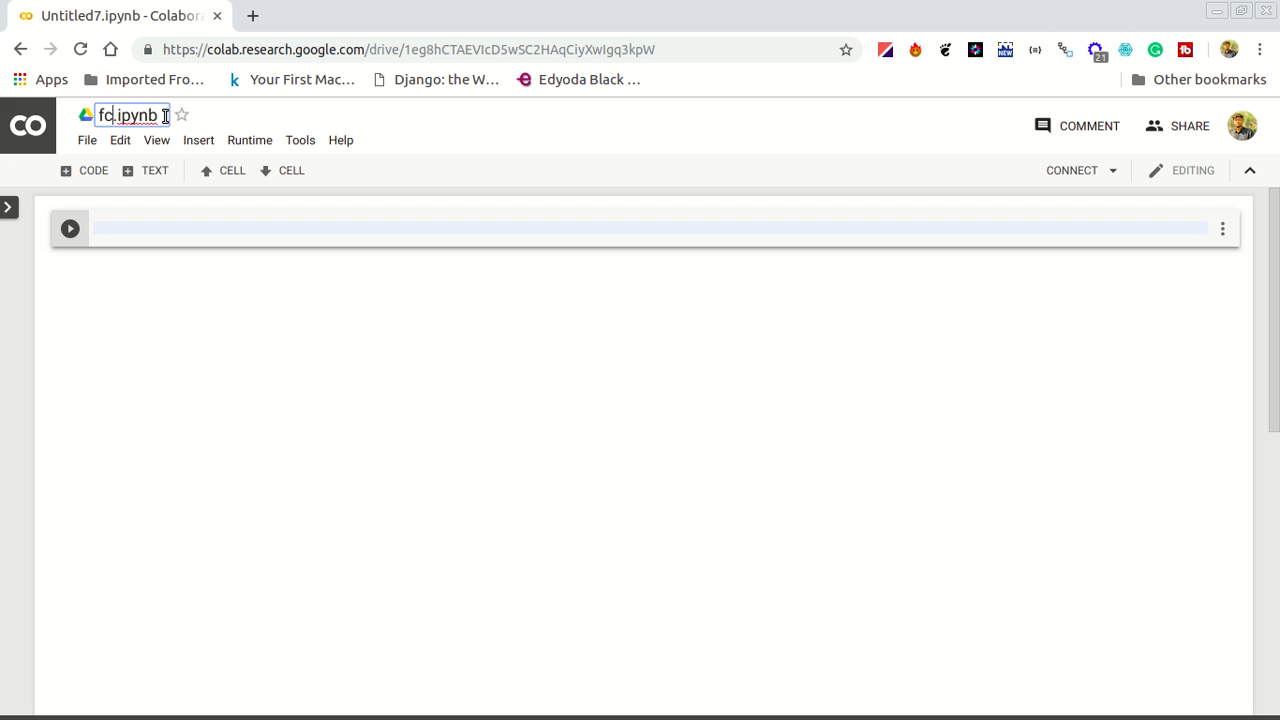 Untitled7.ipynb - Colabora
https://colab.research.google.com/drive/1eg8hCTAEVIcD5wSC2HAqCiyXwIgq3kpW
21
Apps Imported Fro... Your First Mac... Django: the W... Edyoda Black ... Other bookmarks
CO fc.ipynb
File Edit View Insert Runtime Tools Help COMMENT SHARE
CODE TEXT CELL CELL CONNECT EDITING